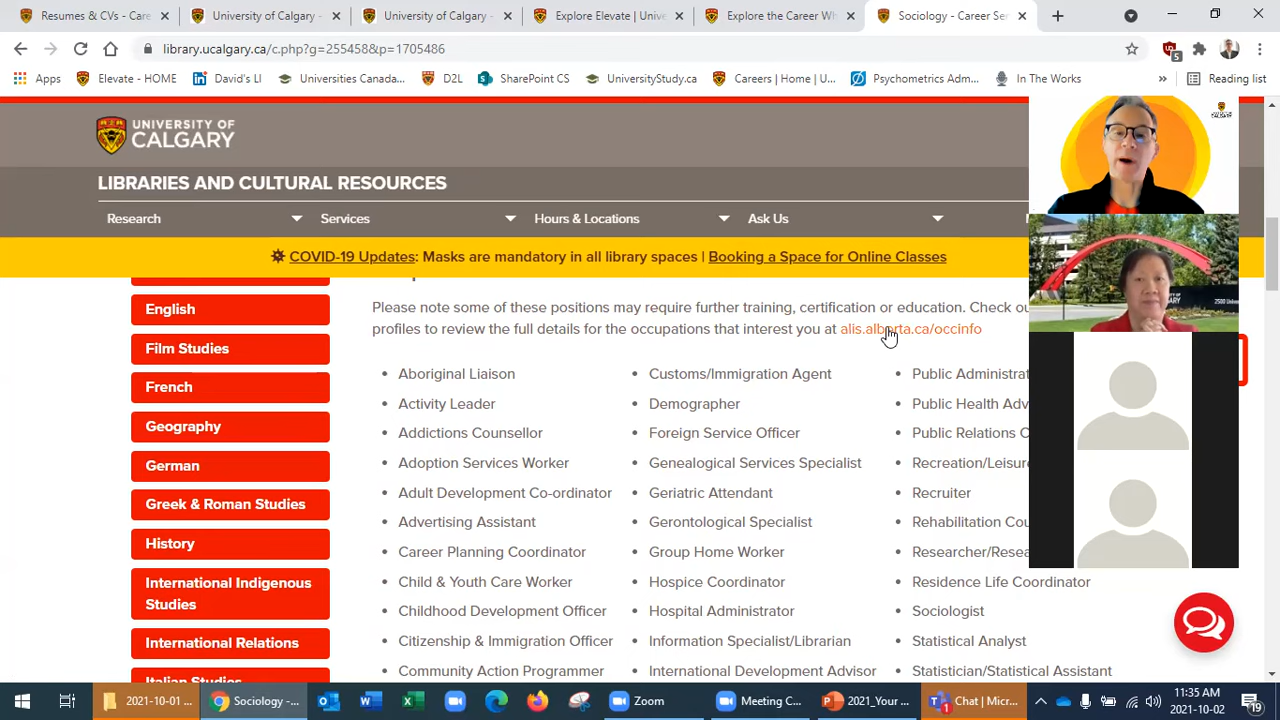 Resumes & CVs -
University of Calgary -
University of Calgary -
Explore Elevate | Univer
Explore the Career Wh
Sociology - Career Se
library.ucalgary.ca/c.php?g=255458&p=1705486
5
Apps
Elevate - HOME
David's LI
Universities Canada...
D2L
SharePoint CS
UniversityStudy.ca
Careers | Home | U...
Psychometrics Adm...
In The Works
»
Reading list
UNIVERSITY OF
CALGARY
LIBRARIES AND CULTURAL RESOURCES
Research
Services
Hours & Locations
Ask Us
COVID-19 Updates: Masks are mandatory in all library spaces | Booking a Space for Online Classes
Please note some of these positions may require further training, certification or education. Check ou
profiles to review the full details for the occupations that interest you at alis.alberta.ca/occinfo
English
Film Studies
French
Geography
German
Greek & Roman Studies
History
International Indigenous
Studies
International Relations
Italian Studies
• Aboriginal Liaison
• Activity Leader
• Addictions Counsellor
• Adoption Services Worker
• Adult Development Co-ordinator
• Advertising Assistant
• Career Planning Coordinator
• Child & Youth Care Worker
• Childhood Development Officer
• Citizenship & Immigration Officer
• Community Action Programmer
• Customs/Immigration Agent
• Demographer
• Foreign Service Officer
• Genealogical Services Specialist
• Geriatric Attendant
• Gerontological Specialist
• Group Home Worker
• Hospice Coordinator
• Hospital Administrator
• Information Specialist/Librarian
• International Development Advisor
• Public Administrat
• Public Health Adv
• Public Relations C
• Recreation/Leisure
• Recruiter
• Rehabilitation Cou
• Researcher/Resea
• Residence Life Coordinator
• Sociologist
• Statistical Analyst
• Statistician/Statistical Assistant
2021-10-01 ...
Sociology - ...
Zoom
Meeting C...
2021_Your ...
Chat | Micr...
1
11:35 AM
2021-10-02
19